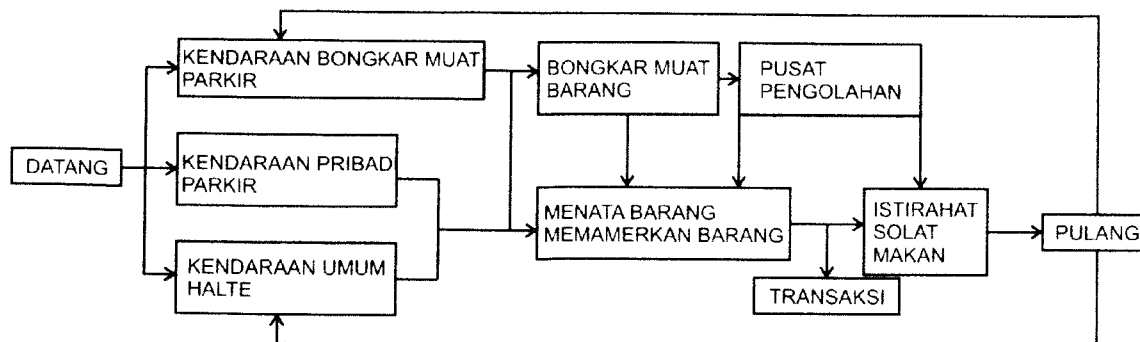 KENDARAAN BONGKAR MUAT
PARKIR
BONGKAR MUAT
BARANG
PUSAT
PENGOLAHAN
DATANG
KENDARAAN PRIBADI
PARKIR
MENATA BARANG
MEMAMERKAN BARANG
ISTIRAHAT
SOLAT
MAKAN
PULANG
KENDARAAN UMUM
HALTE
TRANSAKSI